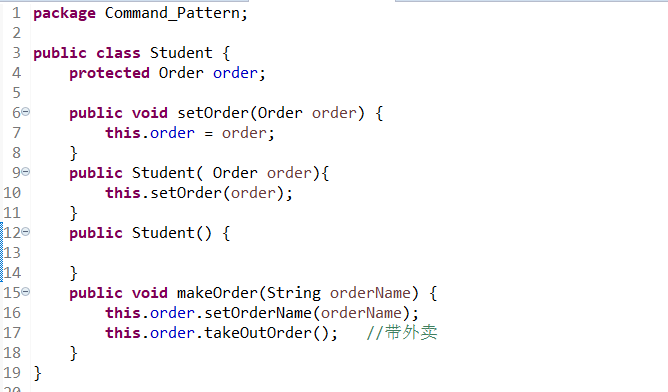 1 package Command_Pattern;
2
3 public class Student {
4     protected Order order;
5
6     public void setOrder(Order order) {
7         this.order = order;
8     }
9     public Student( Order order){
10         this.setOrder(order);
11     }
12     public Student() {
13
14     }
15     public void makeOrder(String orderName) {
16         this.order.setOrderName(orderName);
17         this.order.takeOutOrder();   //带外卖
18     }
19 }
20